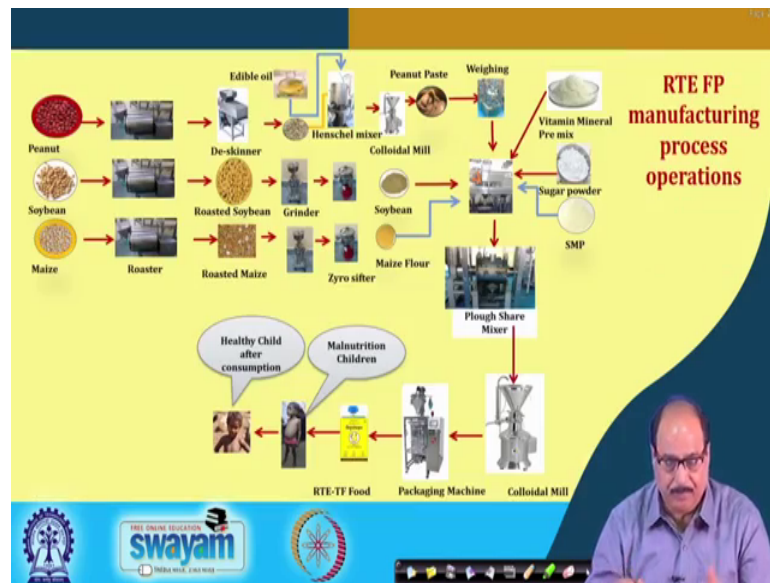 RTE FP
manufacturing
process
operations
Edible oil
Peanut Paste
Weighing
Peanut
De-skinner
Henschel mixer
Colloidal Mill
Vitamin Mineral
Pre mix
Soybean
Roasted Soybean
Grinder
Soybean
Sugar powder
Maize
Roaster
Roasted Maize
Zyro sifter
Maize Flour
SMP
Plough Share
Mixer
Healthy Child
after
consumption
Malnutrition
Children
RTE-TF Food
Packaging Machine
Colloidal Mill
FREE ONLINE EDUCATION
swayam